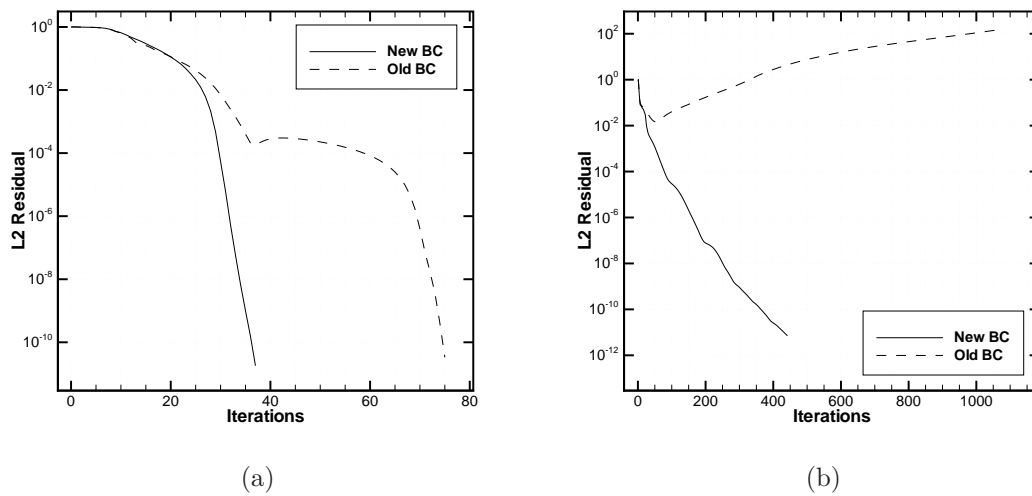 L2 Residual
10^0
10^-2
10^-4
10^-6
10^-8
10^-10
New BC
Old BC
0 20 40 60 80
Iterations
(a)
L2 Residual
10^2
10^0
10^-2
10^-4
10^-6
10^-8
10^-10
10^-12
New BC
Old BC
0 200 400 600 800 1000
Iterations
(b)